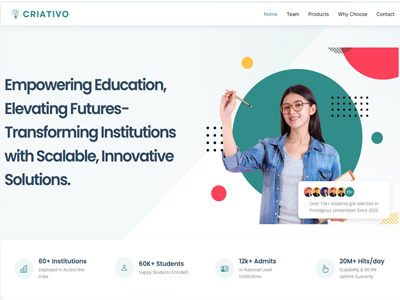 CRIATIVO
Home Team Products Why Choose Contact
Empowering Education,
Elevating Futures-
Transforming Institutions
with Scalable, Innovative
Solutions.
Over 15k+ students got selected in
Prestigious Universities Since 2020
60+ Institutions
Deployed in Access the
India
60K+ Students
Happy Students Enrolled
12k+ Admits
in National Level
Institutions
20M+ Hits/day
Scalability & 99.9%
uptime Guaranty